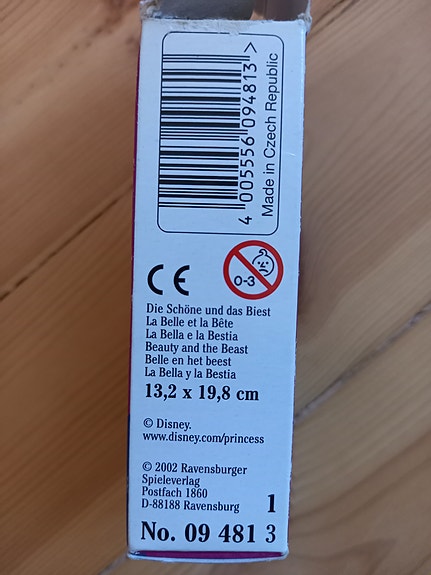 4 005556 094813 >
Made in Czech Republic
CE
0-3
Die Schöne und das Biest
La Belle et la Bête
La Bella e la Bestia
Beauty and the Beast
Belle en het beest
La Bella y la Bestia
13,2 x 19,8 cm
© Disney.
www.disney.com/princess
© 2002 Ravensburger
Spieleverlag
Postfach 1860
D-88188 Ravensburg
1
No. 09 481 3